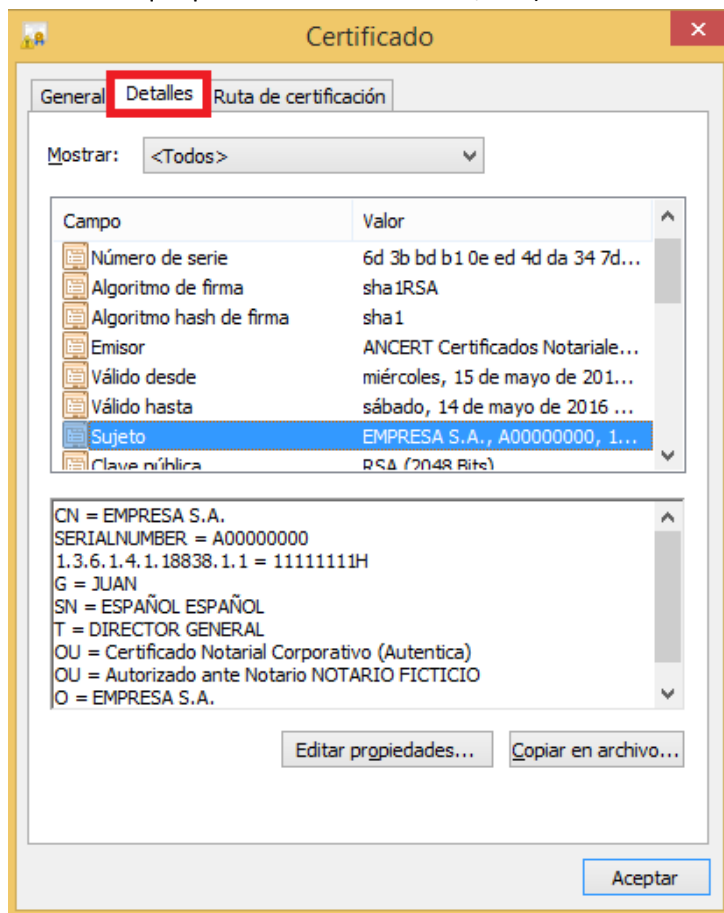 Certificado
General Detalles Ruta de certificación
Mostrar: <Todos>
Campo Valor
Número de serie 6d 3b bd b1 0e ed 4d da 34 7d...
Algoritmo de firma sha1RSA
Algoritmo hash de firma sha1
Emisor ANCERT Certificados Notariale...
Válido desde miércoles, 15 de mayo de 201...
Válido hasta sábado, 14 de mayo de 2016 ...
Sujeto EMPRESA S.A., A00000000, 1...
Clave pública RSA (2048 Bits)
CN = EMPRESA S.A.
SERIALNUMBER = A00000000
1.3.6.1.4.1.18838.1.1 = 11111111H
G = JUAN
SN = ESPAÑOL ESPAÑOL
T = DIRECTOR GENERAL
OU = Certificado Notarial Corporativo (Autentica)
OU = Autorizado ante Notario NOTARIO FICTICIO
O = EMPRESA S.A.
Editar propiedades... Copiar en archivo...
Aceptar